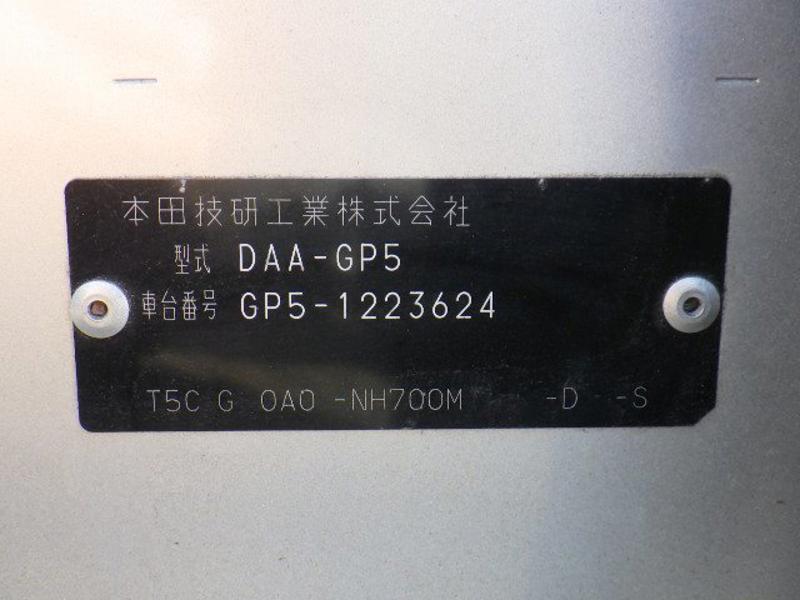 本田技研工業株式会社
型式 DAA-GP5
車台番号 GP5-1223624
T5C G 0A0 -NH700M -D -S